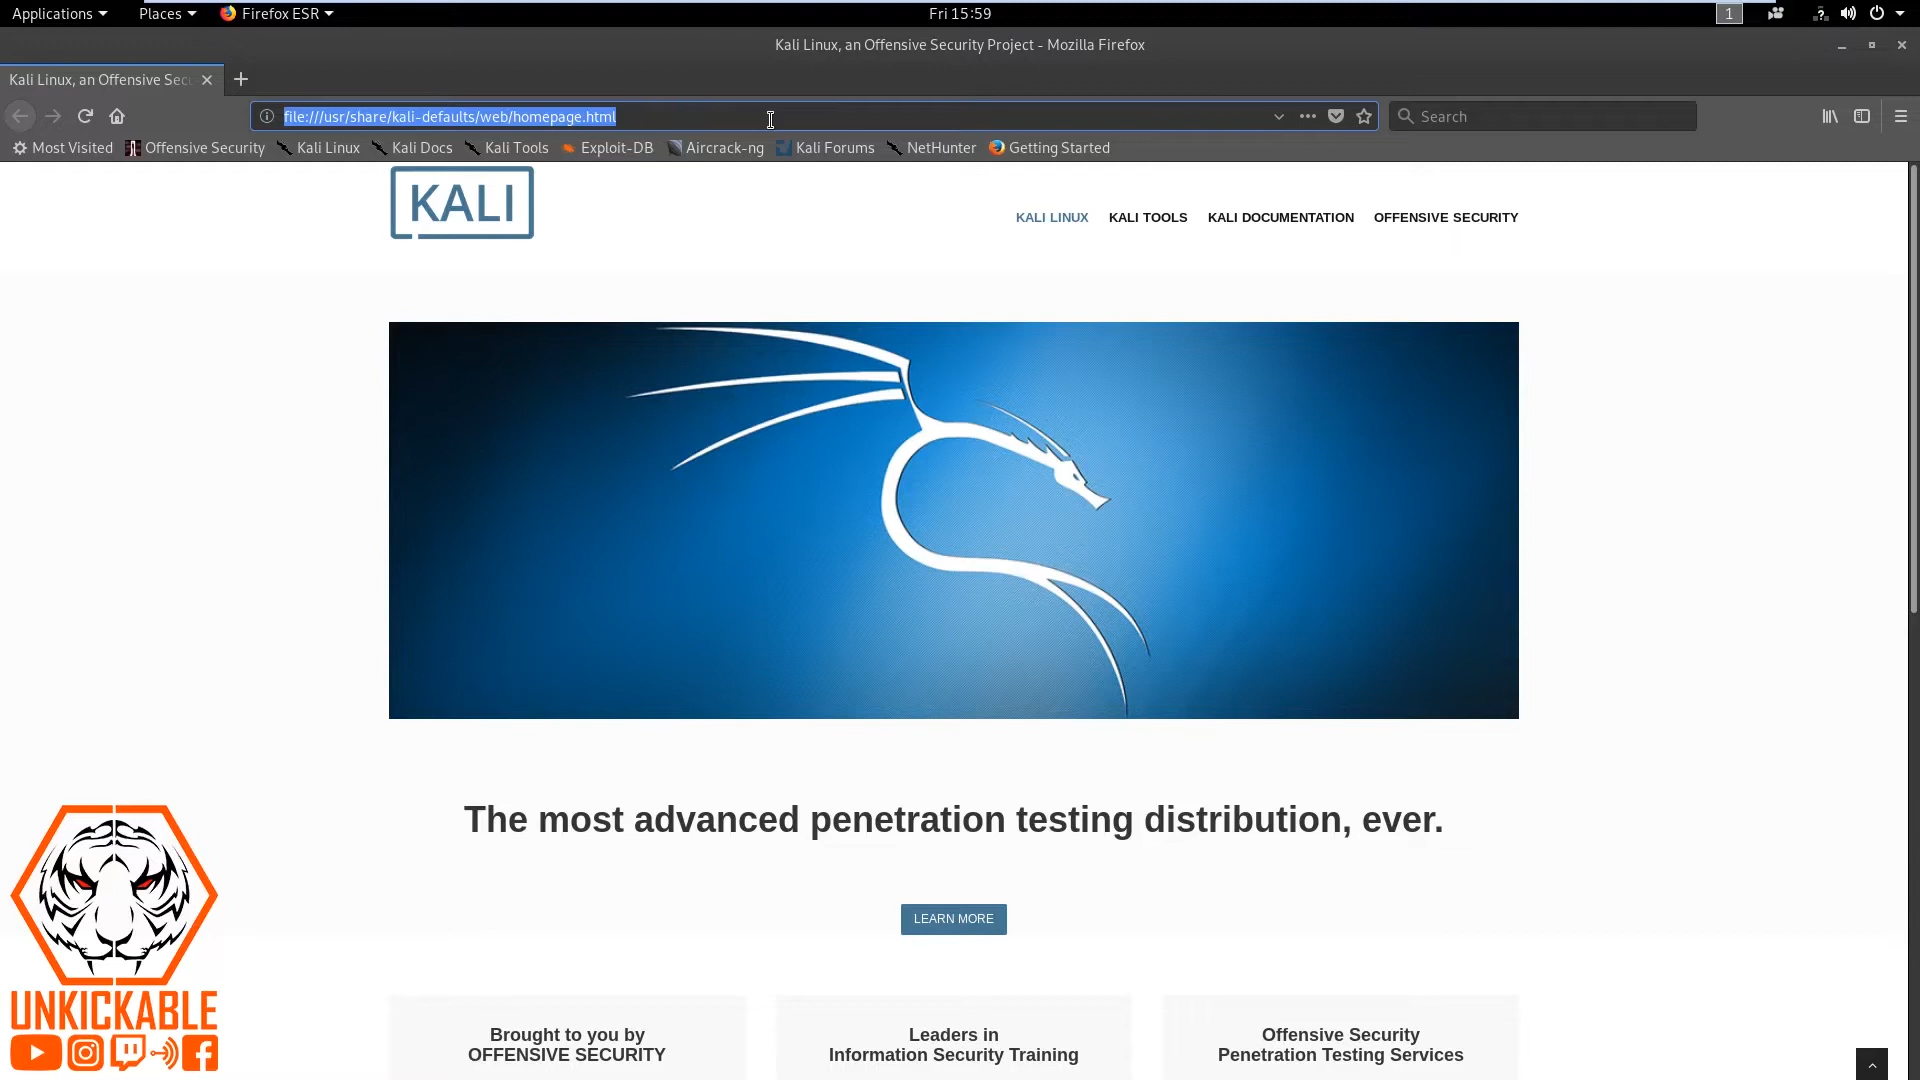 Applications Places Firefox ESR Fri 15:59 1
Kali Linux, an Offensive Security Project - Mozilla Firefox
Kali Linux, an Offensive Secu
file:///usr/share/kali-defaults/web/homepage.html Search
Most Visited Offensive Security Kali Linux Kali Docs Kali Tools Exploit-DB Aircrack-ng Kali Forums NetHunter Getting Started
KALI
KALI LINUX KALI TOOLS KALI DOCUMENTATION OFFENSIVE SECURITY
The most advanced penetration testing distribution, ever.
LEARN MORE
UNKICKABLE
Brought to you by
OFFENSIVE SECURITY
Leaders in
Information Security Training
Offensive Security
Penetration Testing Services